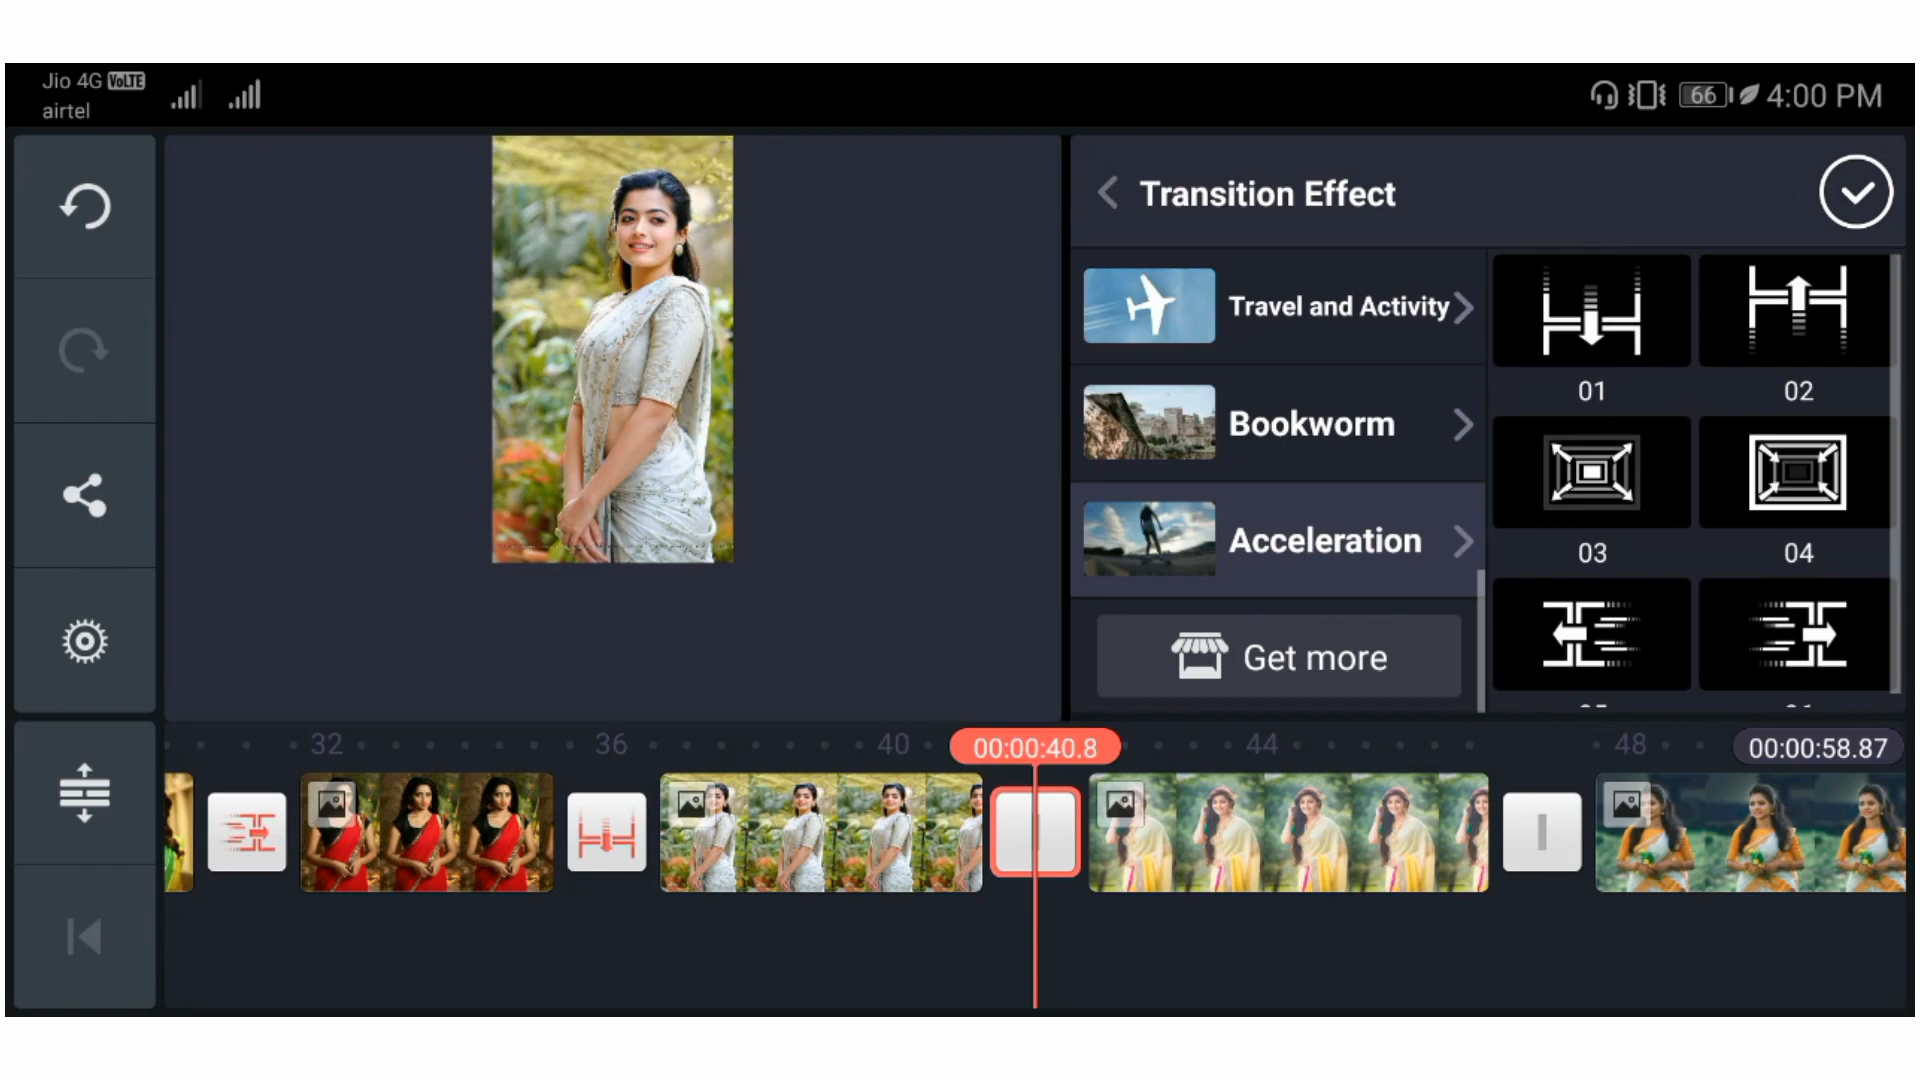 Jio 4G VoLTE
airtel
66 4:00 PM
Transition Effect
Travel and Activity
Bookworm
Acceleration
Get more
01
02
03
04
32
36
40
00:00:40.8
44
48
00:00:58.87